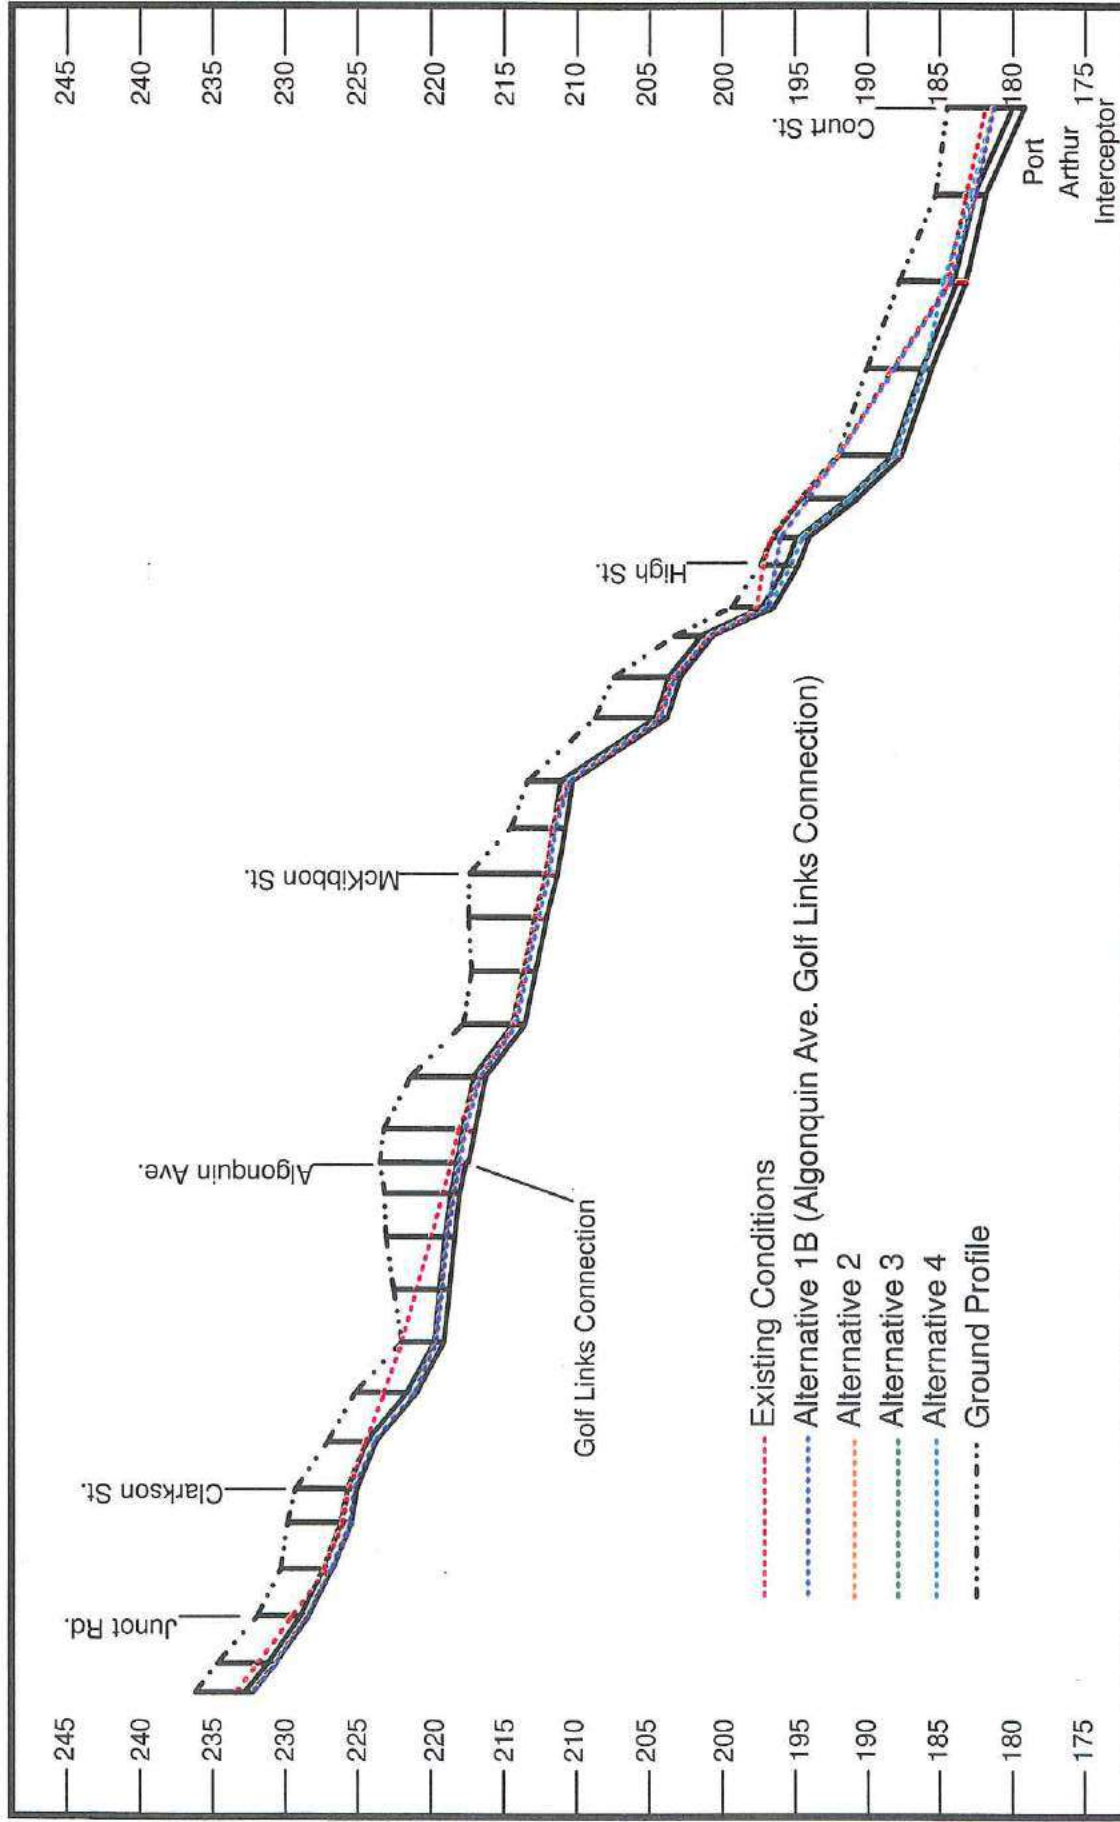 245
240
235
230
225
220
215
210
205
200
195
190
185
180
175
Junot Rd.
Clarkson St.
Algonquin Ave.
McKibbon St.
High St.
Court St.
Golf Links Connection
Port
Arthur
Interceptor
Existing Conditions
Alternative 1B (Algonquin Ave. Golf Links Connection)
Alternative 2
Alternative 3
Alternative 4
Ground Profile
245
240
235
230
225
220
215
210
205
200
195
190
185
180
175